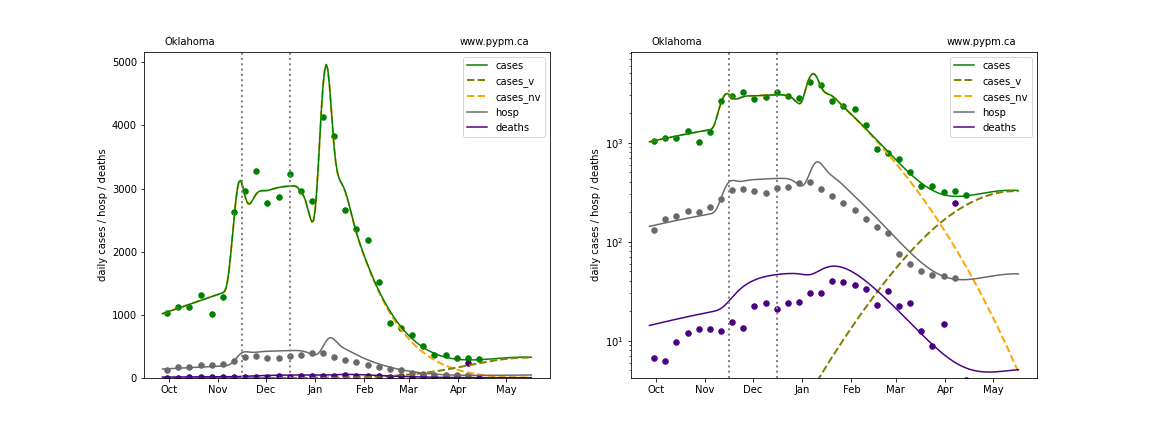 Oklahoma www.pypm.ca
daily cases / hosp / deaths
5000
4000
3000
2000
1000
0
cases
cases_v
cases_nv
hosp
deaths
Oct Nov Dec Jan Feb Mar Apr May
Oklahoma www.pypm.ca
daily cases / hosp / deaths
10³
10²
10¹
cases
cases_v
cases_nv
hosp
deaths
Oct Nov Dec Jan Feb Mar Apr May